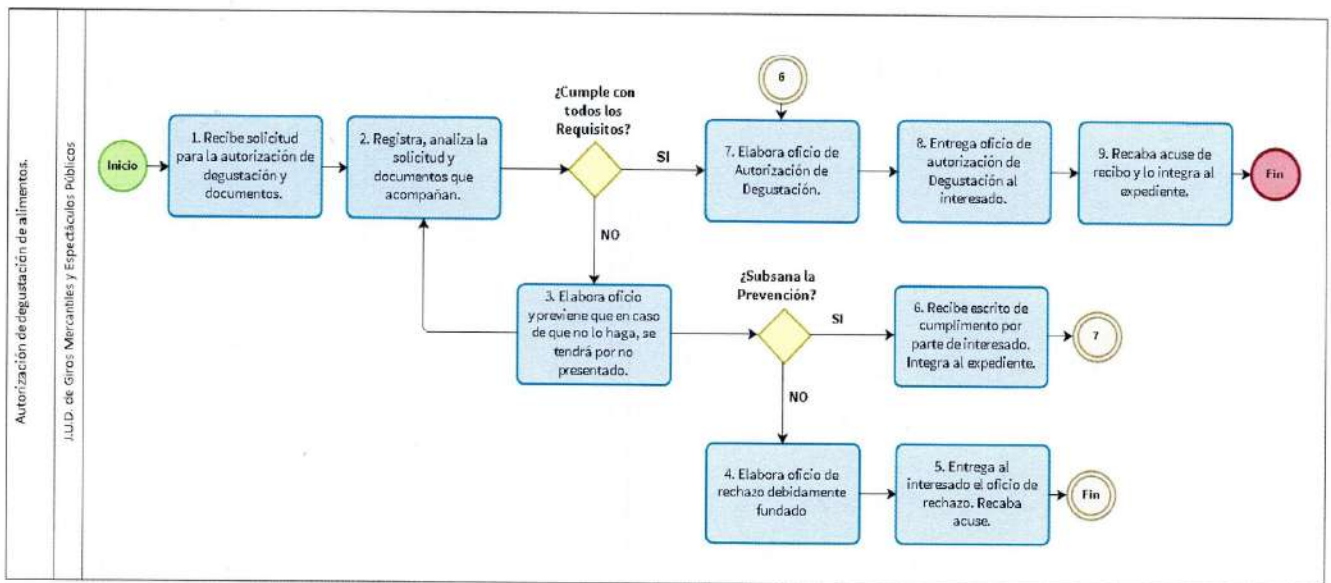 Autorización de degustación de alimentos.
J.U.D. de Giros Mercantiles y Espectáculos Públicos
Inicio
1. Recibe solicitud
para la autorización de
degustación y
documentos.
2. Registra, analiza la
solicitud y
documentos que
acompañan.
¿Cumple con
todos los
Requisitos?
SI
NO
6
7. Elabora oficio de
Autorización de
Degustación.
8. Entrega oficio de
autorización de
Degustación al
interesado.
9. Recaba acuse de
recibo y lo integra al
expediente.
Fin
3. Elabora oficio
y previene que en caso
de que no lo haga, se
tendrá por no
presentado.
¿Subsana la
Prevención?
SI
NO
6. Recibe escrito de
cumplimento por
parte de interesado.
Integra al expediente.
7
4. Elabora oficio de
rechazo debidamente
fundado
5. Entrega al
interesado el oficio de
rechazo. Recaba
acuse.
Fin